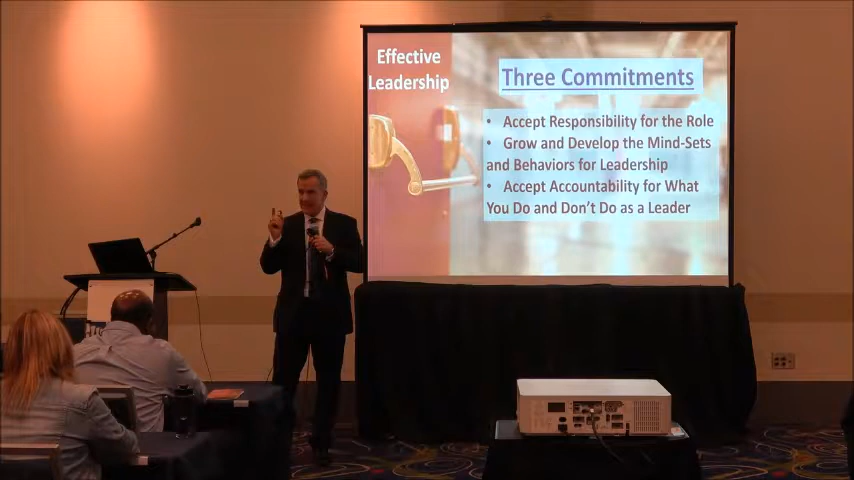 Effective
Leadership
Three Commitments
• Accept Responsibility for the Role
• Grow and Develop the Mind-Sets
and Behaviors for Leadership
• Accept Accountability for What
You Do and Don't Do as a Leader